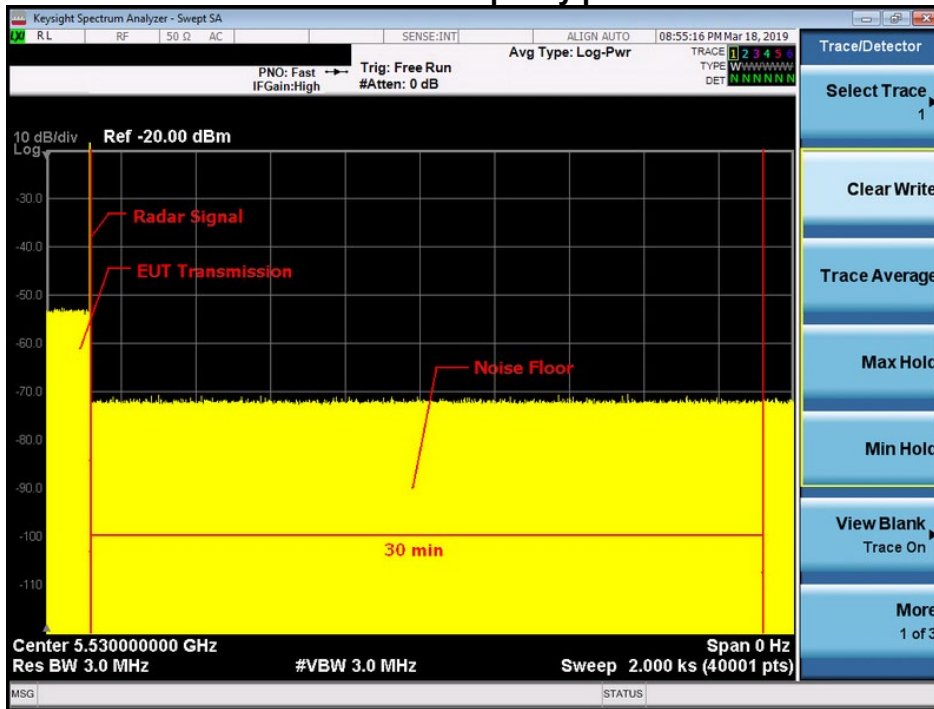 Keysight Spectrum Analyzer - Swept SA
RL RF 50 Ω AC SENSE:INT ALIGN AUTO 08:55:16 PM Mar 18, 2019
Avg Type: Log-Pwr
TRACE 1 2 3 4 5 6
TYPE WWWWWW
DET N N N N N N
PNO: Fast
IFGain:High
Trig: Free Run
#Atten: 0 dB
10 dB/div
Log
Ref -20.00 dBm
-30.0
-40.0
-50.0
-60.0
-70.0
-80.0
-90.0
-100
-110
Radar Signal
EUT Transmission
Noise Floor
30 min
Center 5.530000000 GHz
Span 0 Hz
Res BW 3.0 MHz
#VBW 3.0 MHz
Sweep 2.000 ks (40001 pts)
MSG
STATUS
Trace/Detector
Select Trace
1
Clear Write
Trace Average
Max Hold
Min Hold
View Blank
Trace On
More
1 of 3